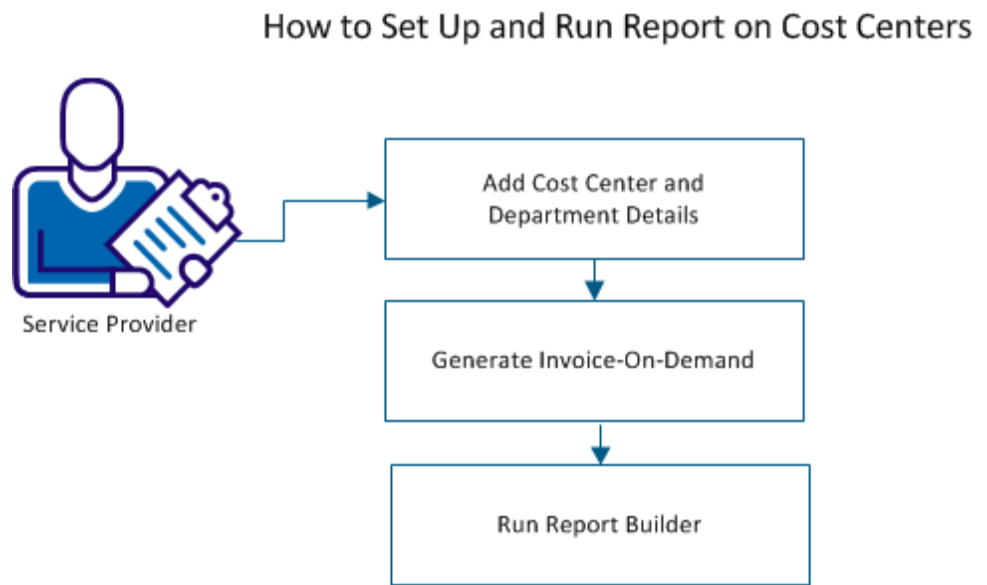 How to Set Up and Run Report on Cost Centers
Add Cost Center and
Department Details
Service Provider
Generate Invoice-On-Demand
Run Report Builder